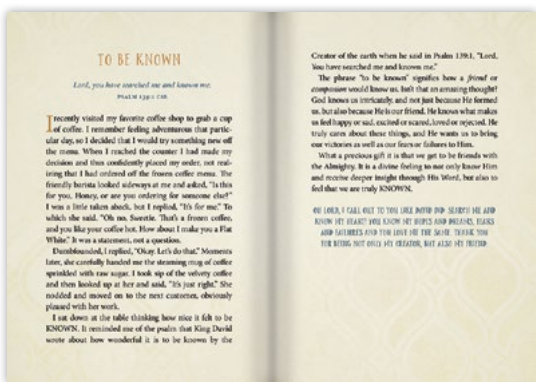 TO BE KNOWN
Lord, you have searched me and known me.
PSALM 139:1 CSB
I recently visited my favorite coffee shop to grab a cup
of coffee. I remember feeling adventurous that partic-
ular day, so I decided that I would try something new off
the menu. When I reached the counter I had made my
decision and thus confidently placed my order, not real-
izing that I had ordered off the frozen coffee menu. The
friendly barista looked sideways at me and asked, "Is this
for you, Honey, or are you ordering for someone else?"
I was a little taken aback, but I replied, "It's for me." To
which she said. "Oh no, Sweetie. That's a frozen coffee,
and you like your coffee hot. How about I make you a Flat
White." It was a statement, not a question.
Dumbfounded, I replied, "Okay. Let's do that." Moments
later, she carefully handed me the steaming mug of coffee
sprinkled with raw sugar. I took sip of the velvety coffee
and then looked up at her and said, "It's just right." She
nodded and moved on to the next customer, obviously
pleased with her work.
I sat down at the table thinking how nice it felt to be
KNOWN. It reminded me of the psalm that King David
wrote about how wonderful it is to be known by the
Creator of the earth when he said in Psalm 139:1, "Lord,
You have searched me and known me."
The phrase "to be known" signifies how a friend or
companion would know us. Isn't that an amazing thought?
God knows us intricately, and not just because He formed
us, but also because He is our friend. He knows what makes
us feel happy or sad, excited or scared, loved or rejected. He
truly cares about these things, and He wants us to bring
our victories as well as our fears or failures to Him.
What a precious gift it is that we get to be friends with
the Almighty. It is a divine feeling to not only know Him
and receive deeper insight through His Word, but also to
feel that we are truly KNOWN.
OH LORD, I CALL OUT TO YOU LIKE DAVID DID. SEARCH ME AND
KNOW MY HEART! YOU KNOW MY HOPES AND DREAMS, FEARS
AND FAILURES AND YOU LOVE ME THE SAME. THANK YOU
FOR BEING NOT ONLY MY CREATOR, BUT ALSO MY FRIEND.